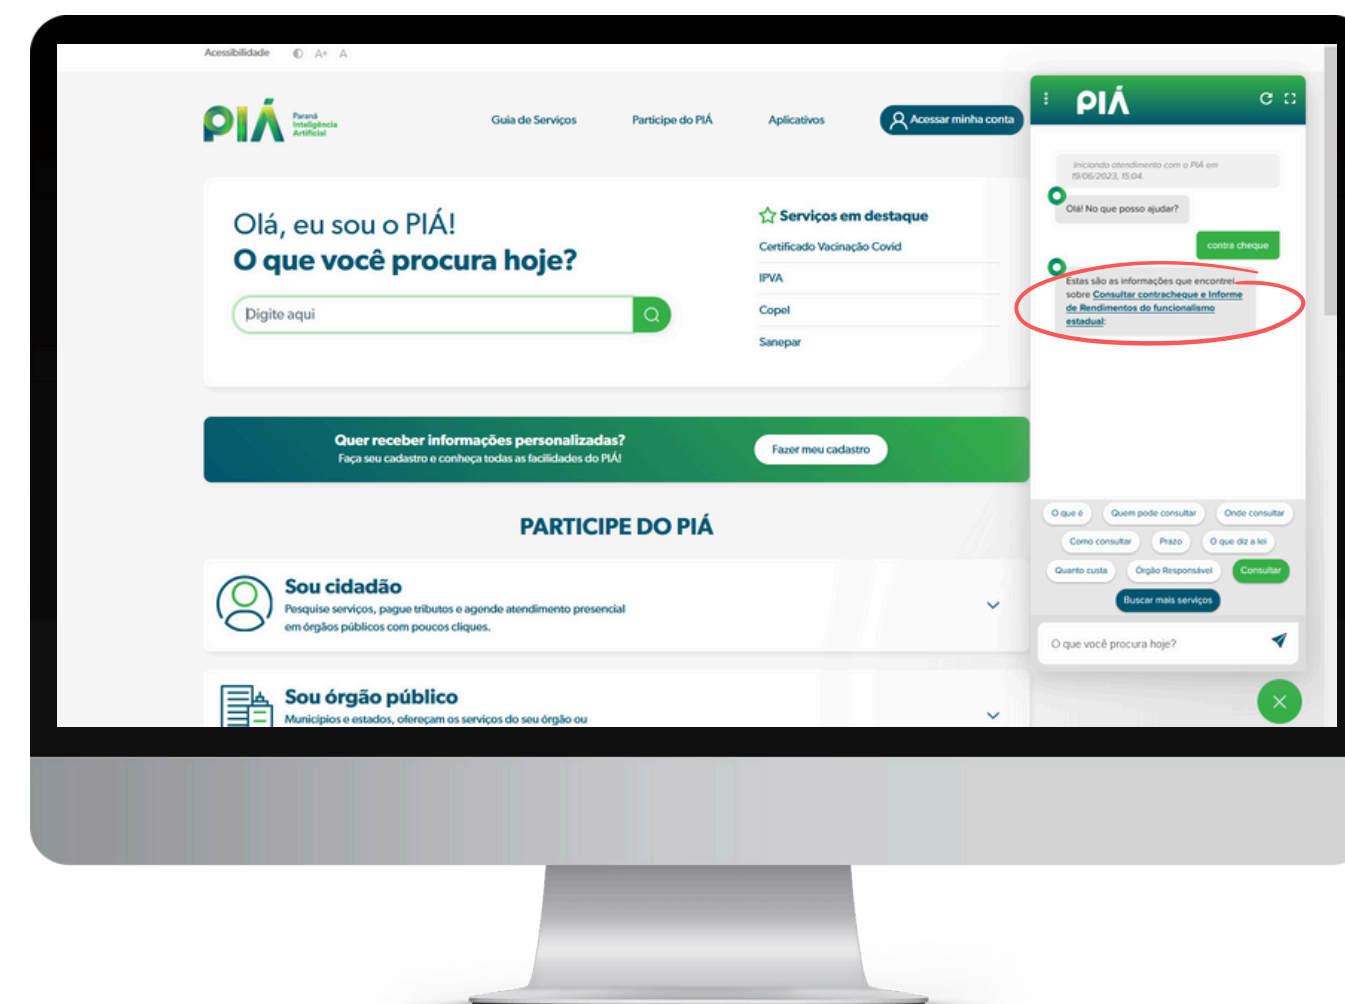 Acessibilidade A+ A
PIÁ
Paraná
Inteligência
Artificial
Guia de Serviços
Participe do PIÁ
Aplicativos
Acessar minha conta
Olá, eu sou o PIÁ!
O que você procura hoje?
Digite aqui
Serviços em destaque
Certificado Vacinação Covid
IPVA
Copel
Sanepar
Quer receber informações personalizadas?
Faça seu cadastro e conheça todas as facilidades do PIÁ!
Fazer meu cadastro
PARTICIPE DO PIÁ
Sou cidadão
Pesquise serviços, pague tributos e agende atendimento presencial
em órgãos públicos com poucos cliques.
Sou órgão público
Municípios e estados, ofereçam os serviços do seu órgão ou
PIÁ
Iniciando atendimento com o PIÁ em
19/06/2023, 15:04.
Olá! No que posso ajudar?
contra cheque
Estas são as informações que encontrei
sobre Consultar contracheque e Informe
de Rendimentos do funcionalismo
estadual:
O que é
Quem pode consultar
Onde consultar
Como consultar
Prazo
O que diz a lei
Quanto custa
Órgão Responsável
Consultar
Buscar mais serviços
O que você procura hoje?